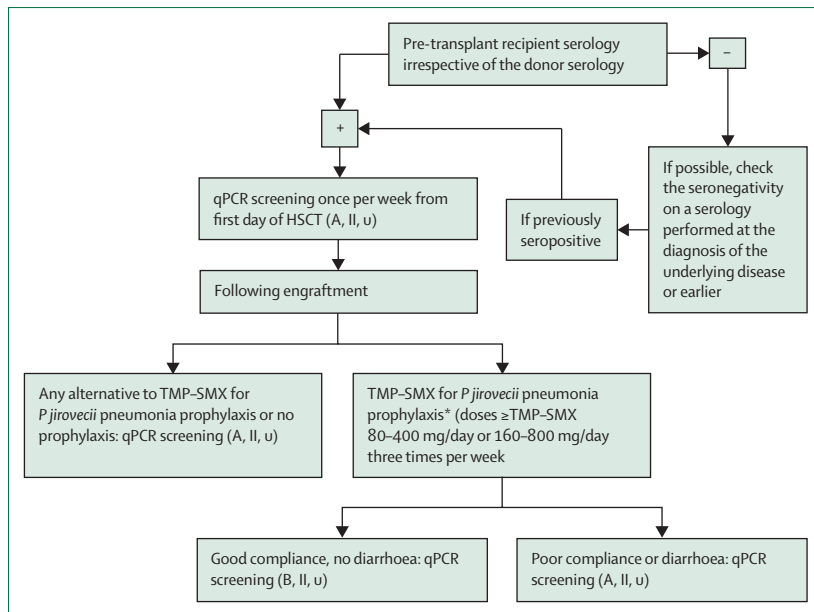 Pre-transplant recipient serology
irrespective of the donor serology
–
+
qPCR screening once per week from
first day of HSCT (A, II, υ)
If previously
seropositive
If possible, check
the seronegativity
on a serology
performed at the
diagnosis of the
underlying disease
or earlier
Following engraftment
Any alternative to TMP–SMX for
P jirovecii pneumonia prophylaxis or no
prophylaxis: qPCR screening (A, II, υ)
TMP–SMX for P jirovecii pneumonia
prophylaxis* (doses ≥TMP–SMX
80–400 mg/day or 160–800 mg/day
three times per week
Good compliance, no diarrhoea: qPCR
screening (B, II, υ)
Poor compliance or diarrhoea: qPCR
screening (A, II, υ)